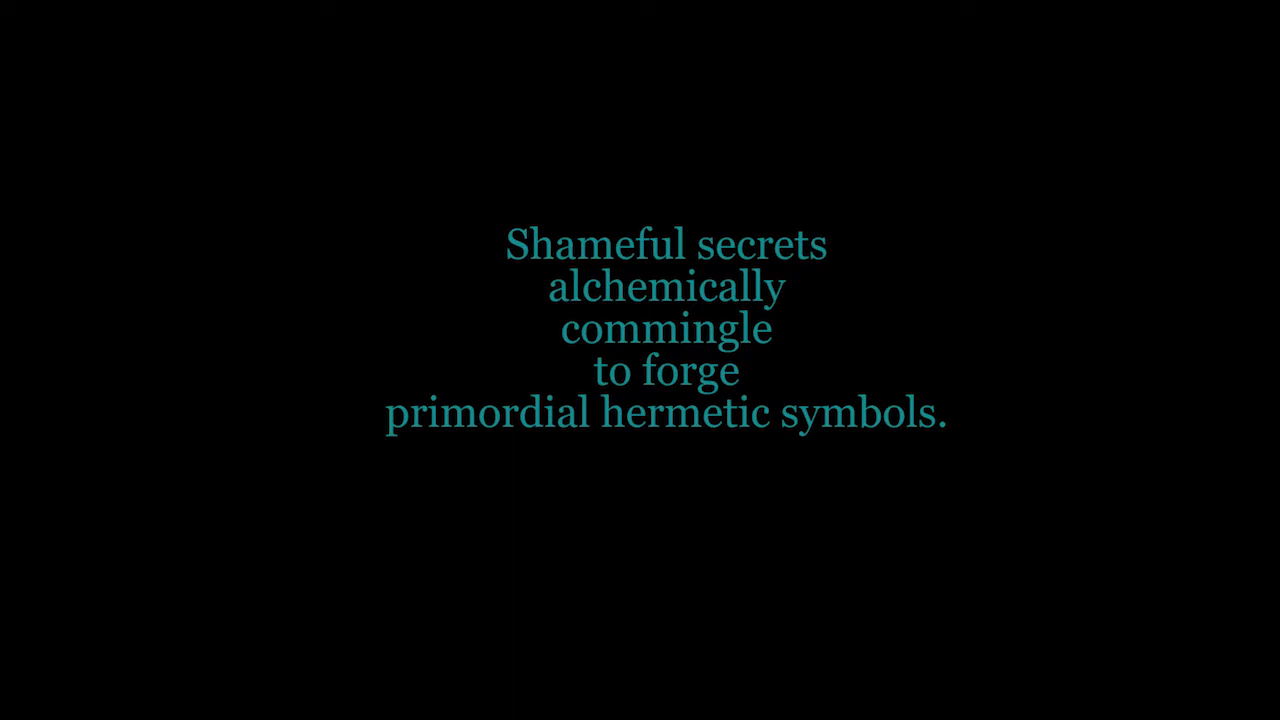 Shameful secrets
alchemically
commingle
to forge
primordial hermetic symbols.